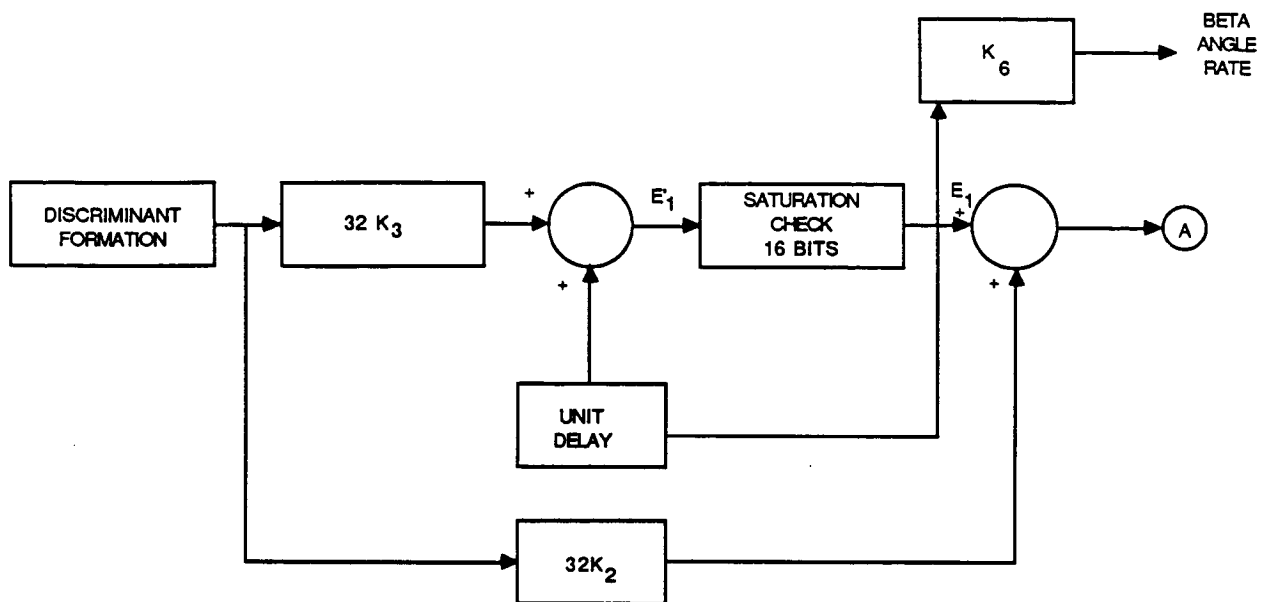 BETA
ANGLE
RATE
K6
DISCRIMINANT
FORMATION
32 K3
+
+
E'1
SATURATION
CHECK
16 BITS
E1
+
+
A
UNIT
DELAY
32K2